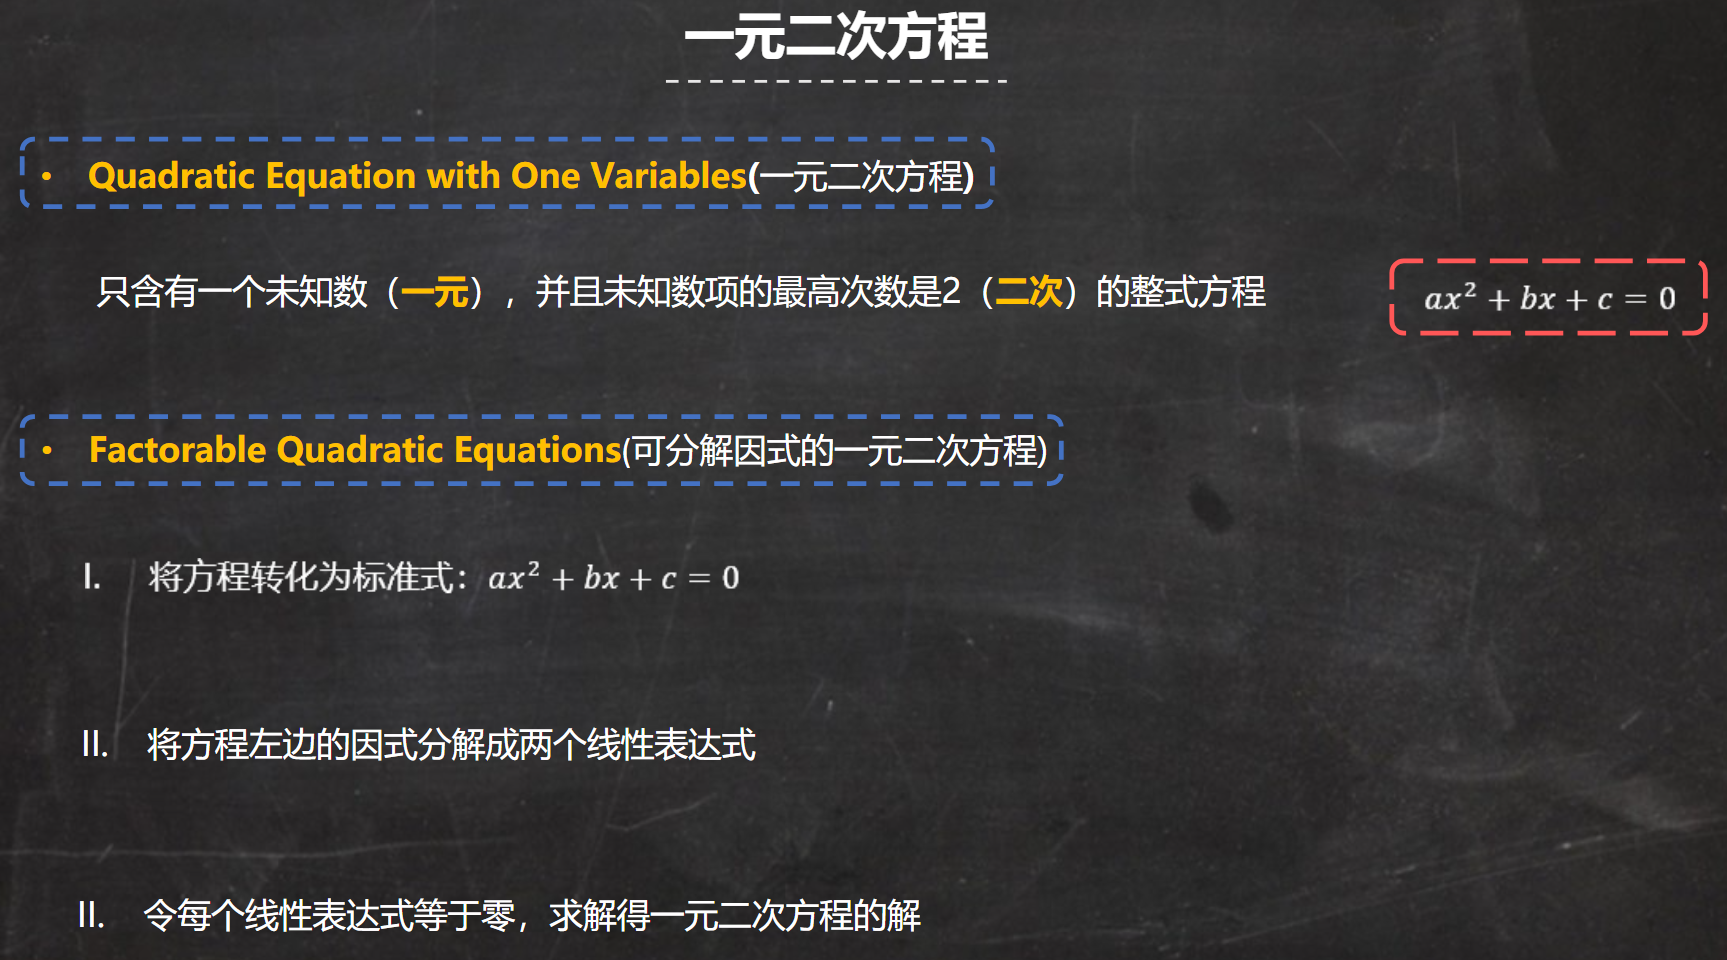 一元二次方程
• Quadratic Equation with One Variables(一元二次方程)
只含有一个未知数（一元），并且未知数项的最高次数是2（二次）的整式方程
ax² + bx + c = 0
• Factorable Quadratic Equations(可分解因式的一元二次方程)
I. 将方程转化为标准式：ax² + bx + c = 0
II. 将方程左边的因式分解成两个线性表达式
II. 令每个线性表达式等于零，求解得一元二次方程的解